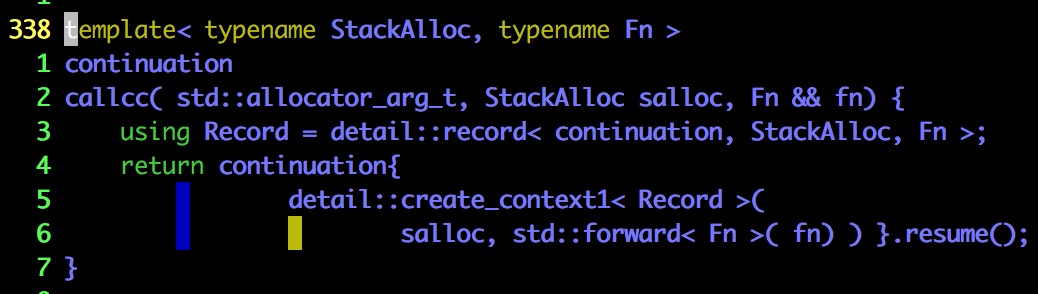 338 template< typename StackAlloc, typename Fn >
1 continuation
2 callcc( std::allocator_arg_t, StackAlloc salloc, Fn && fn) {
3     using Record = detail::record< continuation, StackAlloc, Fn >;
4     return continuation{
5                 detail::create_context1< Record >(
6                         salloc, std::forward< Fn >( fn) ) }.resume();
7 }